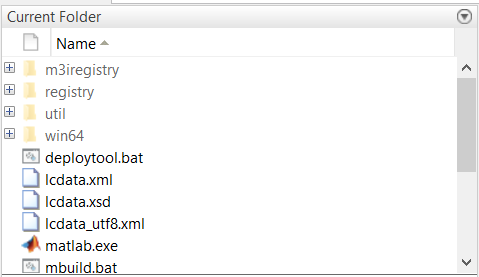 Current Folder
Name
m3iregistry
registry
util
win64
deploytool.bat
lcdata.xml
lcdata.xsd
lcdata_utf8.xml
matlab.exe
mbuild.bat